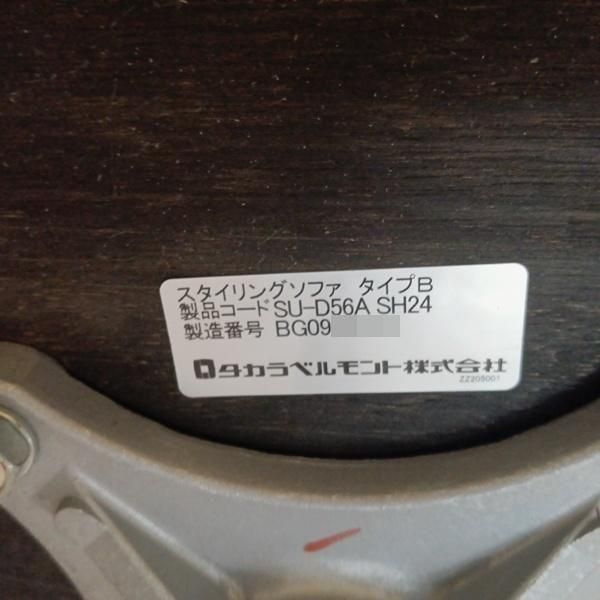 スタイリングソファ タイプB
製品コード SU-D56A SH24
製造番号 BG09
タカラベルモント株式会社
ZZ205001